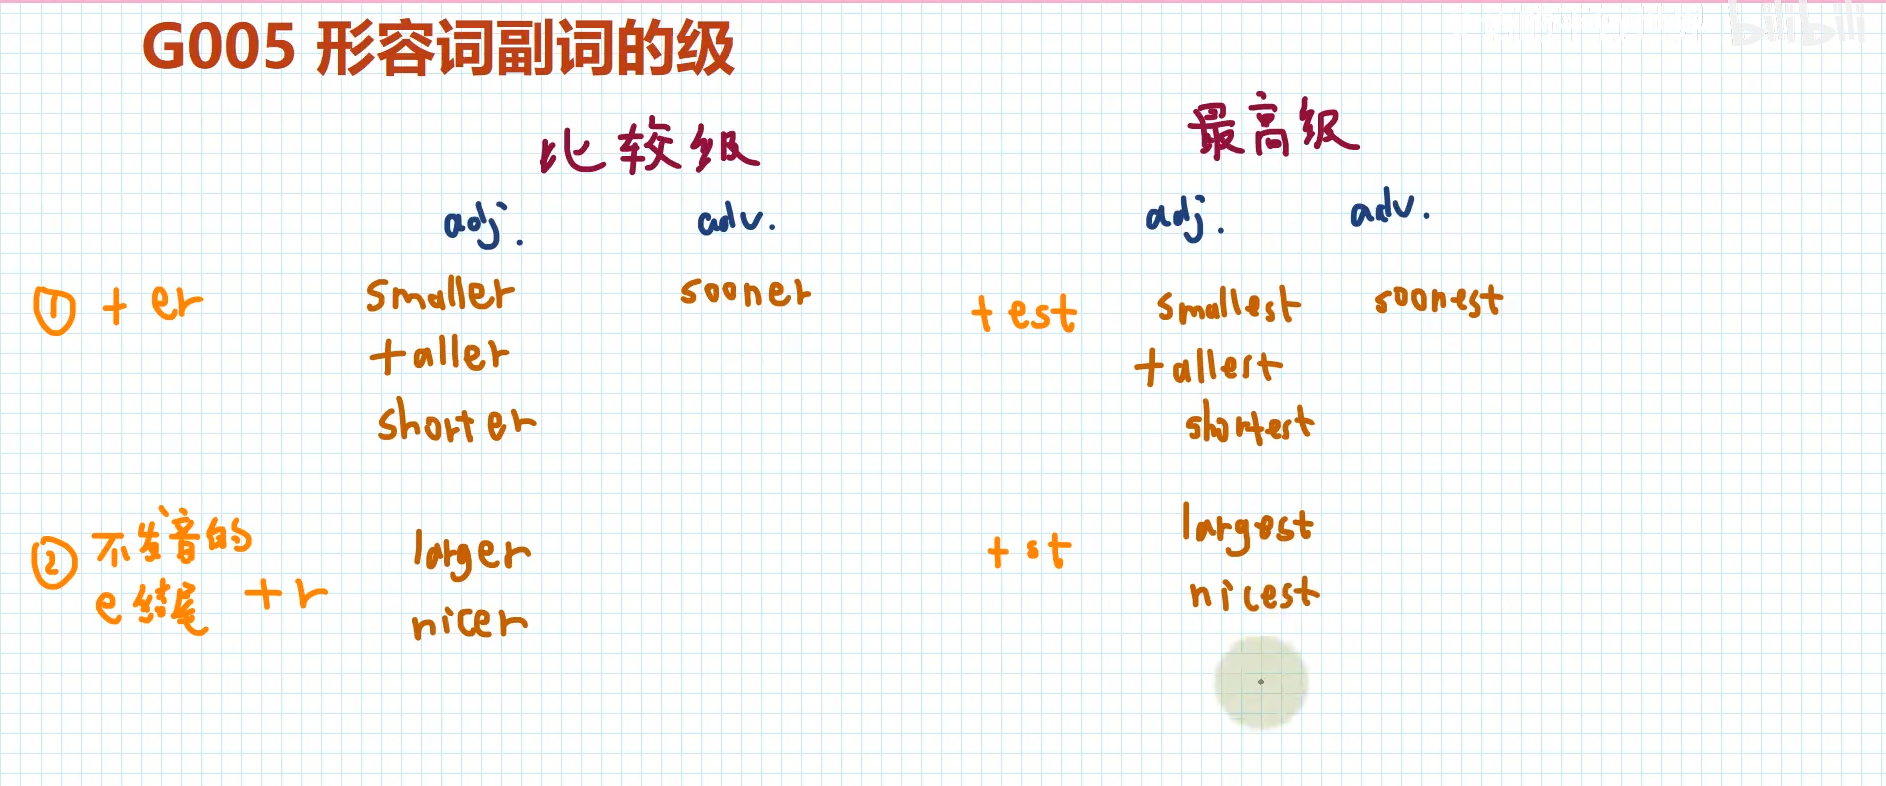 G005 形容词副词的级
bilibili
比较级 最高级
adj. adv. adj. adv.
① + er smaller sooner + est smallest soonest
taller tallest
shorter shortest
② 不发音的 larger + st largest
e结尾 + r nicer nicest